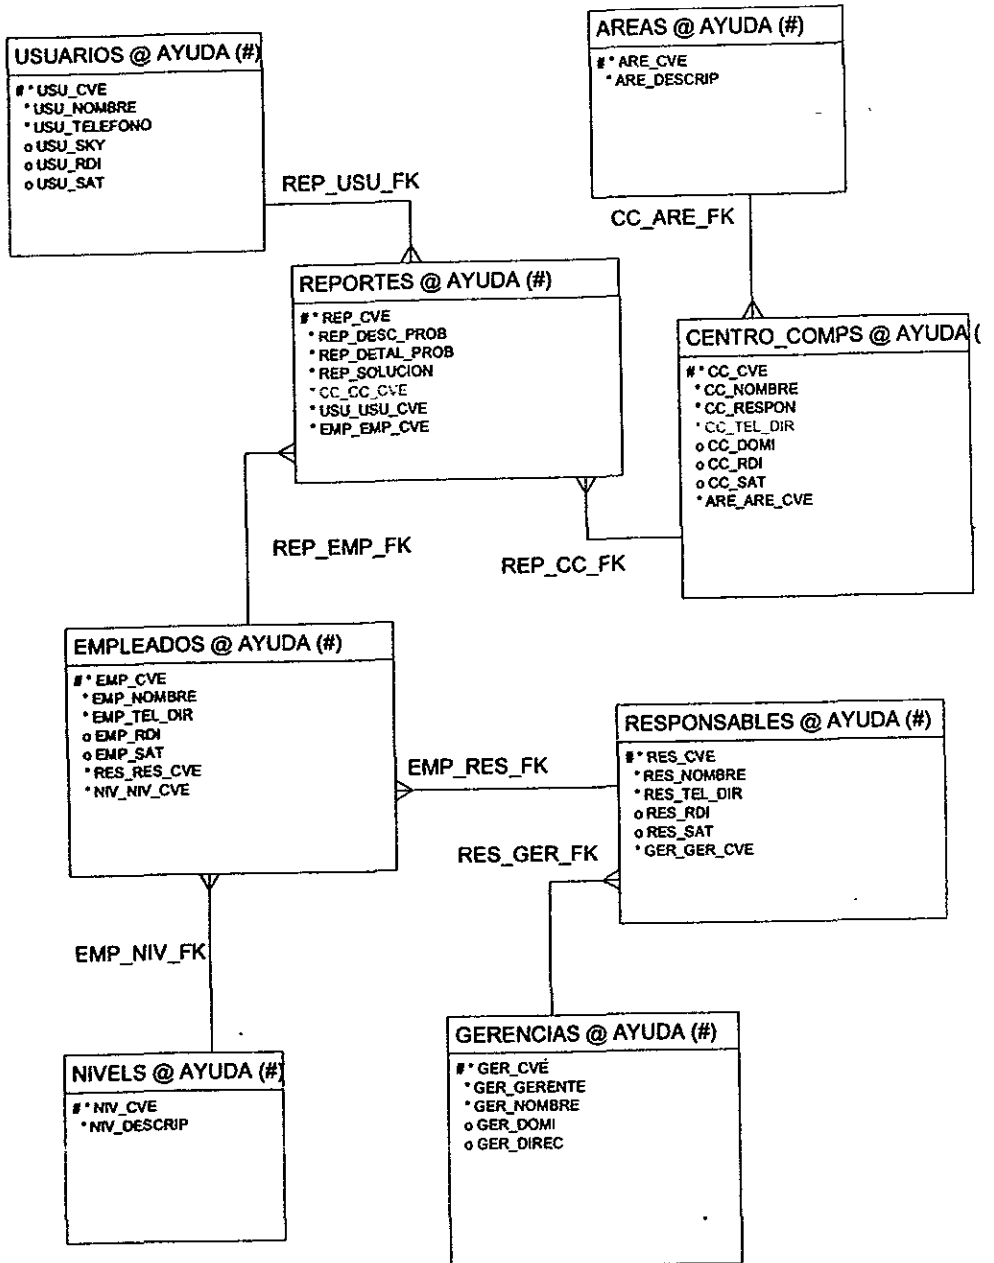 USUARIOS @ AYUDA (#)
# * USU_CVE
* USU_NOMBRE
* USU_TELEFONO
o USU_SKY
o USU_RDI
o USU_SAT
REP_USU_FK
AREAS @ AYUDA (#)
# * ARE_CVE
* ARE_DESCRIP
CC_ARE_FK
REPORTES @ AYUDA (#)
# * REP_CVE
* REP_DESC_PROB
* REP_DETAL_PROB
* REP_SOLUCION
* CC_CC_CVE
* USU_USU_CVE
* EMP_EMP_CVE
CENTRO_COMPS @ AYUDA (
# * CC_CVE
* CC_NOMBRE
* CC_RESPON
* CC_TEL_DIR
o CC_DOMI
o CC_RDI
o CC_SAT
* ARE_ARE_CVE
REP_EMP_FK
REP_CC_FK
EMPLEADOS @ AYUDA (#)
# * EMP_CVE
* EMP_NOMBRE
* EMP_TEL_DIR
o EMP_RDI
o EMP_SAT
* RES_RES_CVE
* NIV_NIV_CVE
EMP_RES_FK
RESPONSABLES @ AYUDA (#)
# * RES_CVE
* RES_NOMBRE
* RES_TEL_DIR
o RES_RDI
o RES_SAT
* GER_GER_CVE
RES_GER_FK
EMP_NIV_FK
NIVELS @ AYUDA (#)
# * NIV_CVE
* NIV_DESCRIP
GERENCIAS @ AYUDA (#)
# * GER_CVE
* GER_GERENTE
* GER_NOMBRE
o GER_DOMI
o GER_DIREC